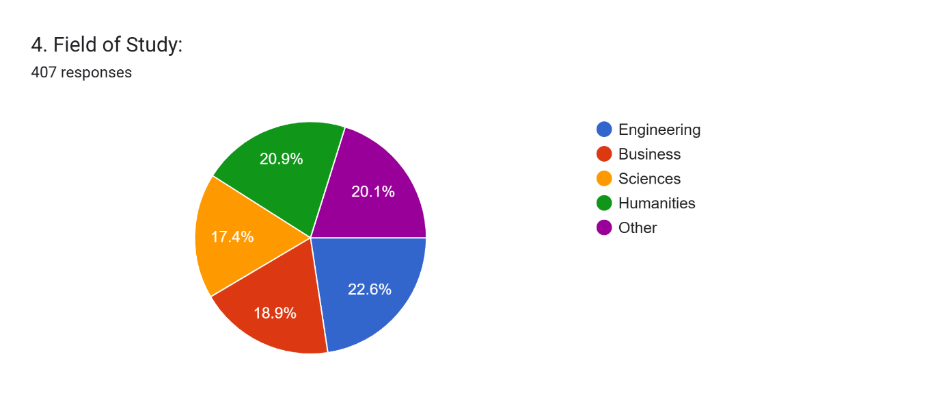 4. Field of Study:
407 responses
20.9%
20.1%
17.4%
22.6%
18.9%
Engineering
Business
Sciences
Humanities
Other